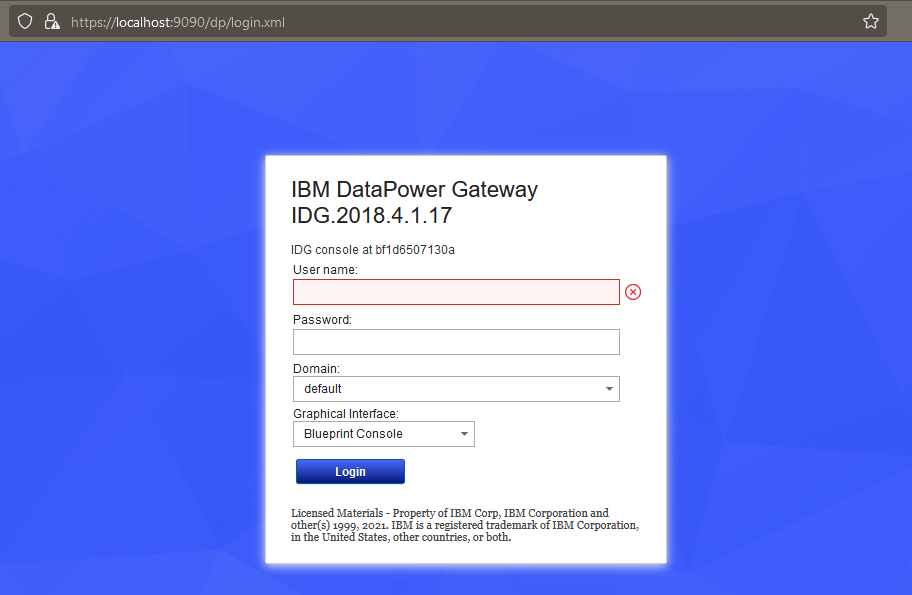 https://localhost:9090/dp/login.xml
IBM DataPower Gateway
IDG.2018.4.1.17
IDG console at bf1d6507130a
User name:
Password:
Domain:
default
Graphical Interface:
Blueprint Console
Login
Licensed Materials - Property of IBM Corp, IBM Corporation and
other(s) 1999, 2021. IBM is a registered trademark of IBM Corporation,
in the United States, other countries, or both.